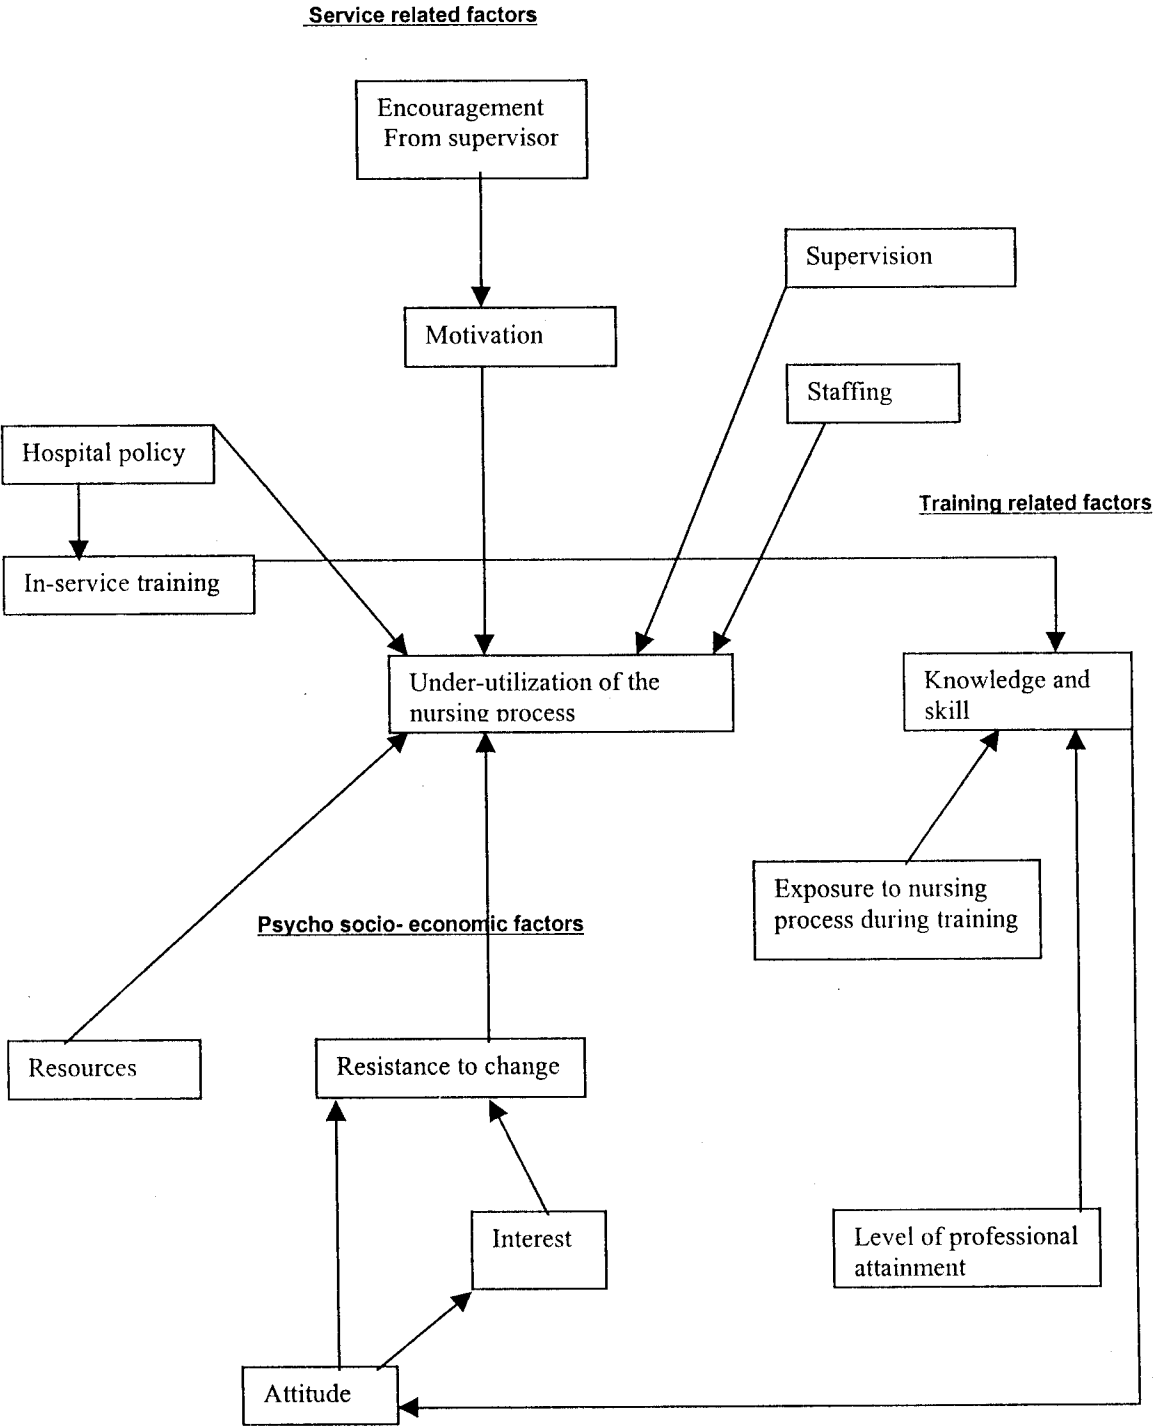 Service related factors
Encouragement
From supervisor
Supervision
Motivation
Staffing
Hospital policy
Training related factors
In-service training
Under-utilization of the
nursing process
Knowledge and
skill
Exposure to nursing
process during training
Psycho socio- economic factors
Resources
Resistance to change
Interest
Level of professional
attainment
Attitude